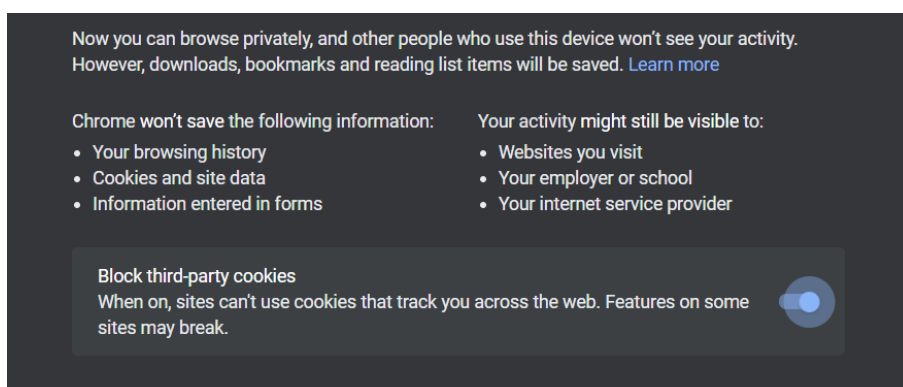 Now you can browse privately, and other people who use this device won't see your activity.
However, downloads, bookmarks and reading list items will be saved. Learn more
Chrome won't save the following information:
• Your browsing history
• Cookies and site data
• Information entered in forms
Your activity might still be visible to:
• Websites you visit
• Your employer or school
• Your internet service provider
Block third-party cookies
When on, sites can't use cookies that track you across the web. Features on some
sites may break.